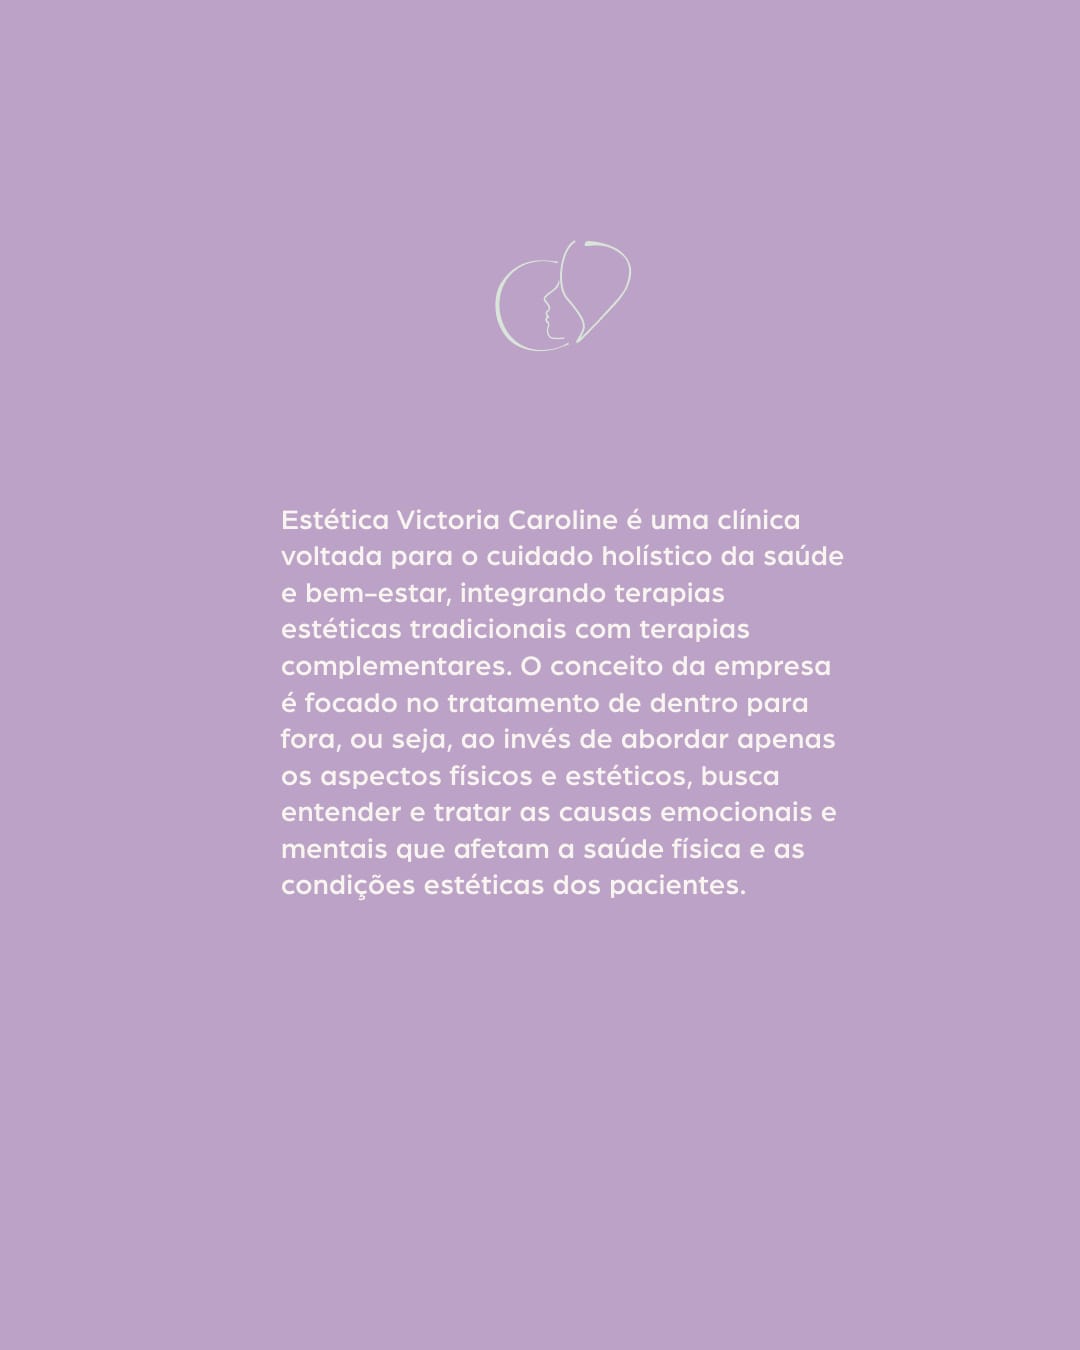 Estética Victoria Caroline é uma clínica
voltada para o cuidado holístico da saúde
e bem-estar, integrando terapias
estéticas tradicionais com terapias
complementares. O conceito da empresa
é focado no tratamento de dentro para
fora, ou seja, ao invés de abordar apenas
os aspectos físicos e estéticos, busca
entender e tratar as causas emocionais e
mentais que afetam a saúde física e as
condições estéticas dos pacientes.